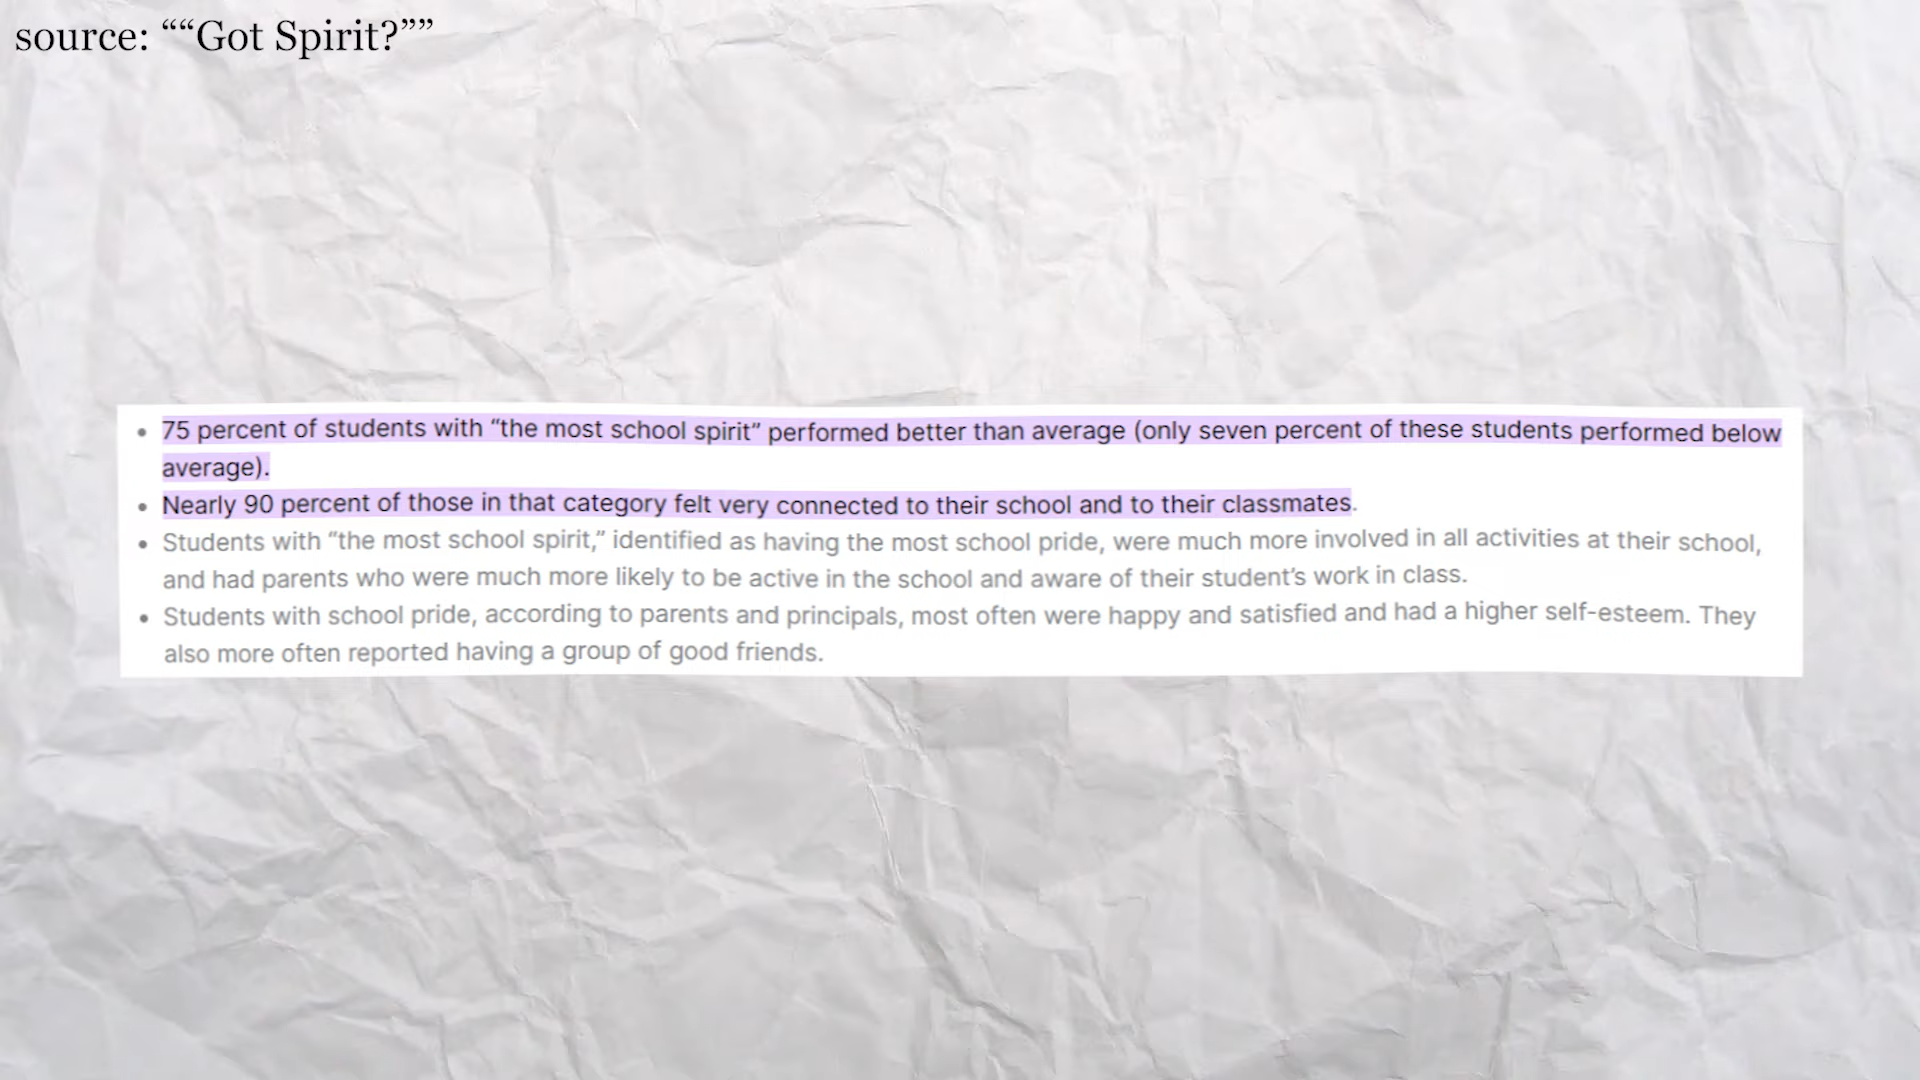 source: ““Got Spirit?””
• 75 percent of students with “the most school spirit” performed better than average (only seven percent of these students performed below
average).
• Nearly 90 percent of those in that category felt very connected to their school and to their classmates.
• Students with “the most school spirit,” identified as having the most school pride, were much more involved in all activities at their school,
and had parents who were much more likely to be active in the school and aware of their student’s work in class.
• Students with school pride, according to parents and principals, most often were happy and satisfied and had a higher self-esteem. They
also more often reported having a group of good friends.